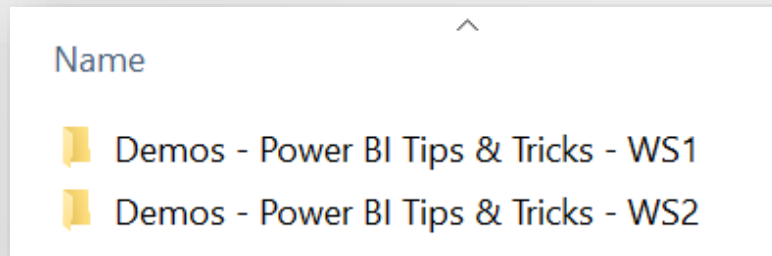 Name
Demos - Power BI Tips & Tricks - WS1
Demos - Power BI Tips & Tricks - WS2